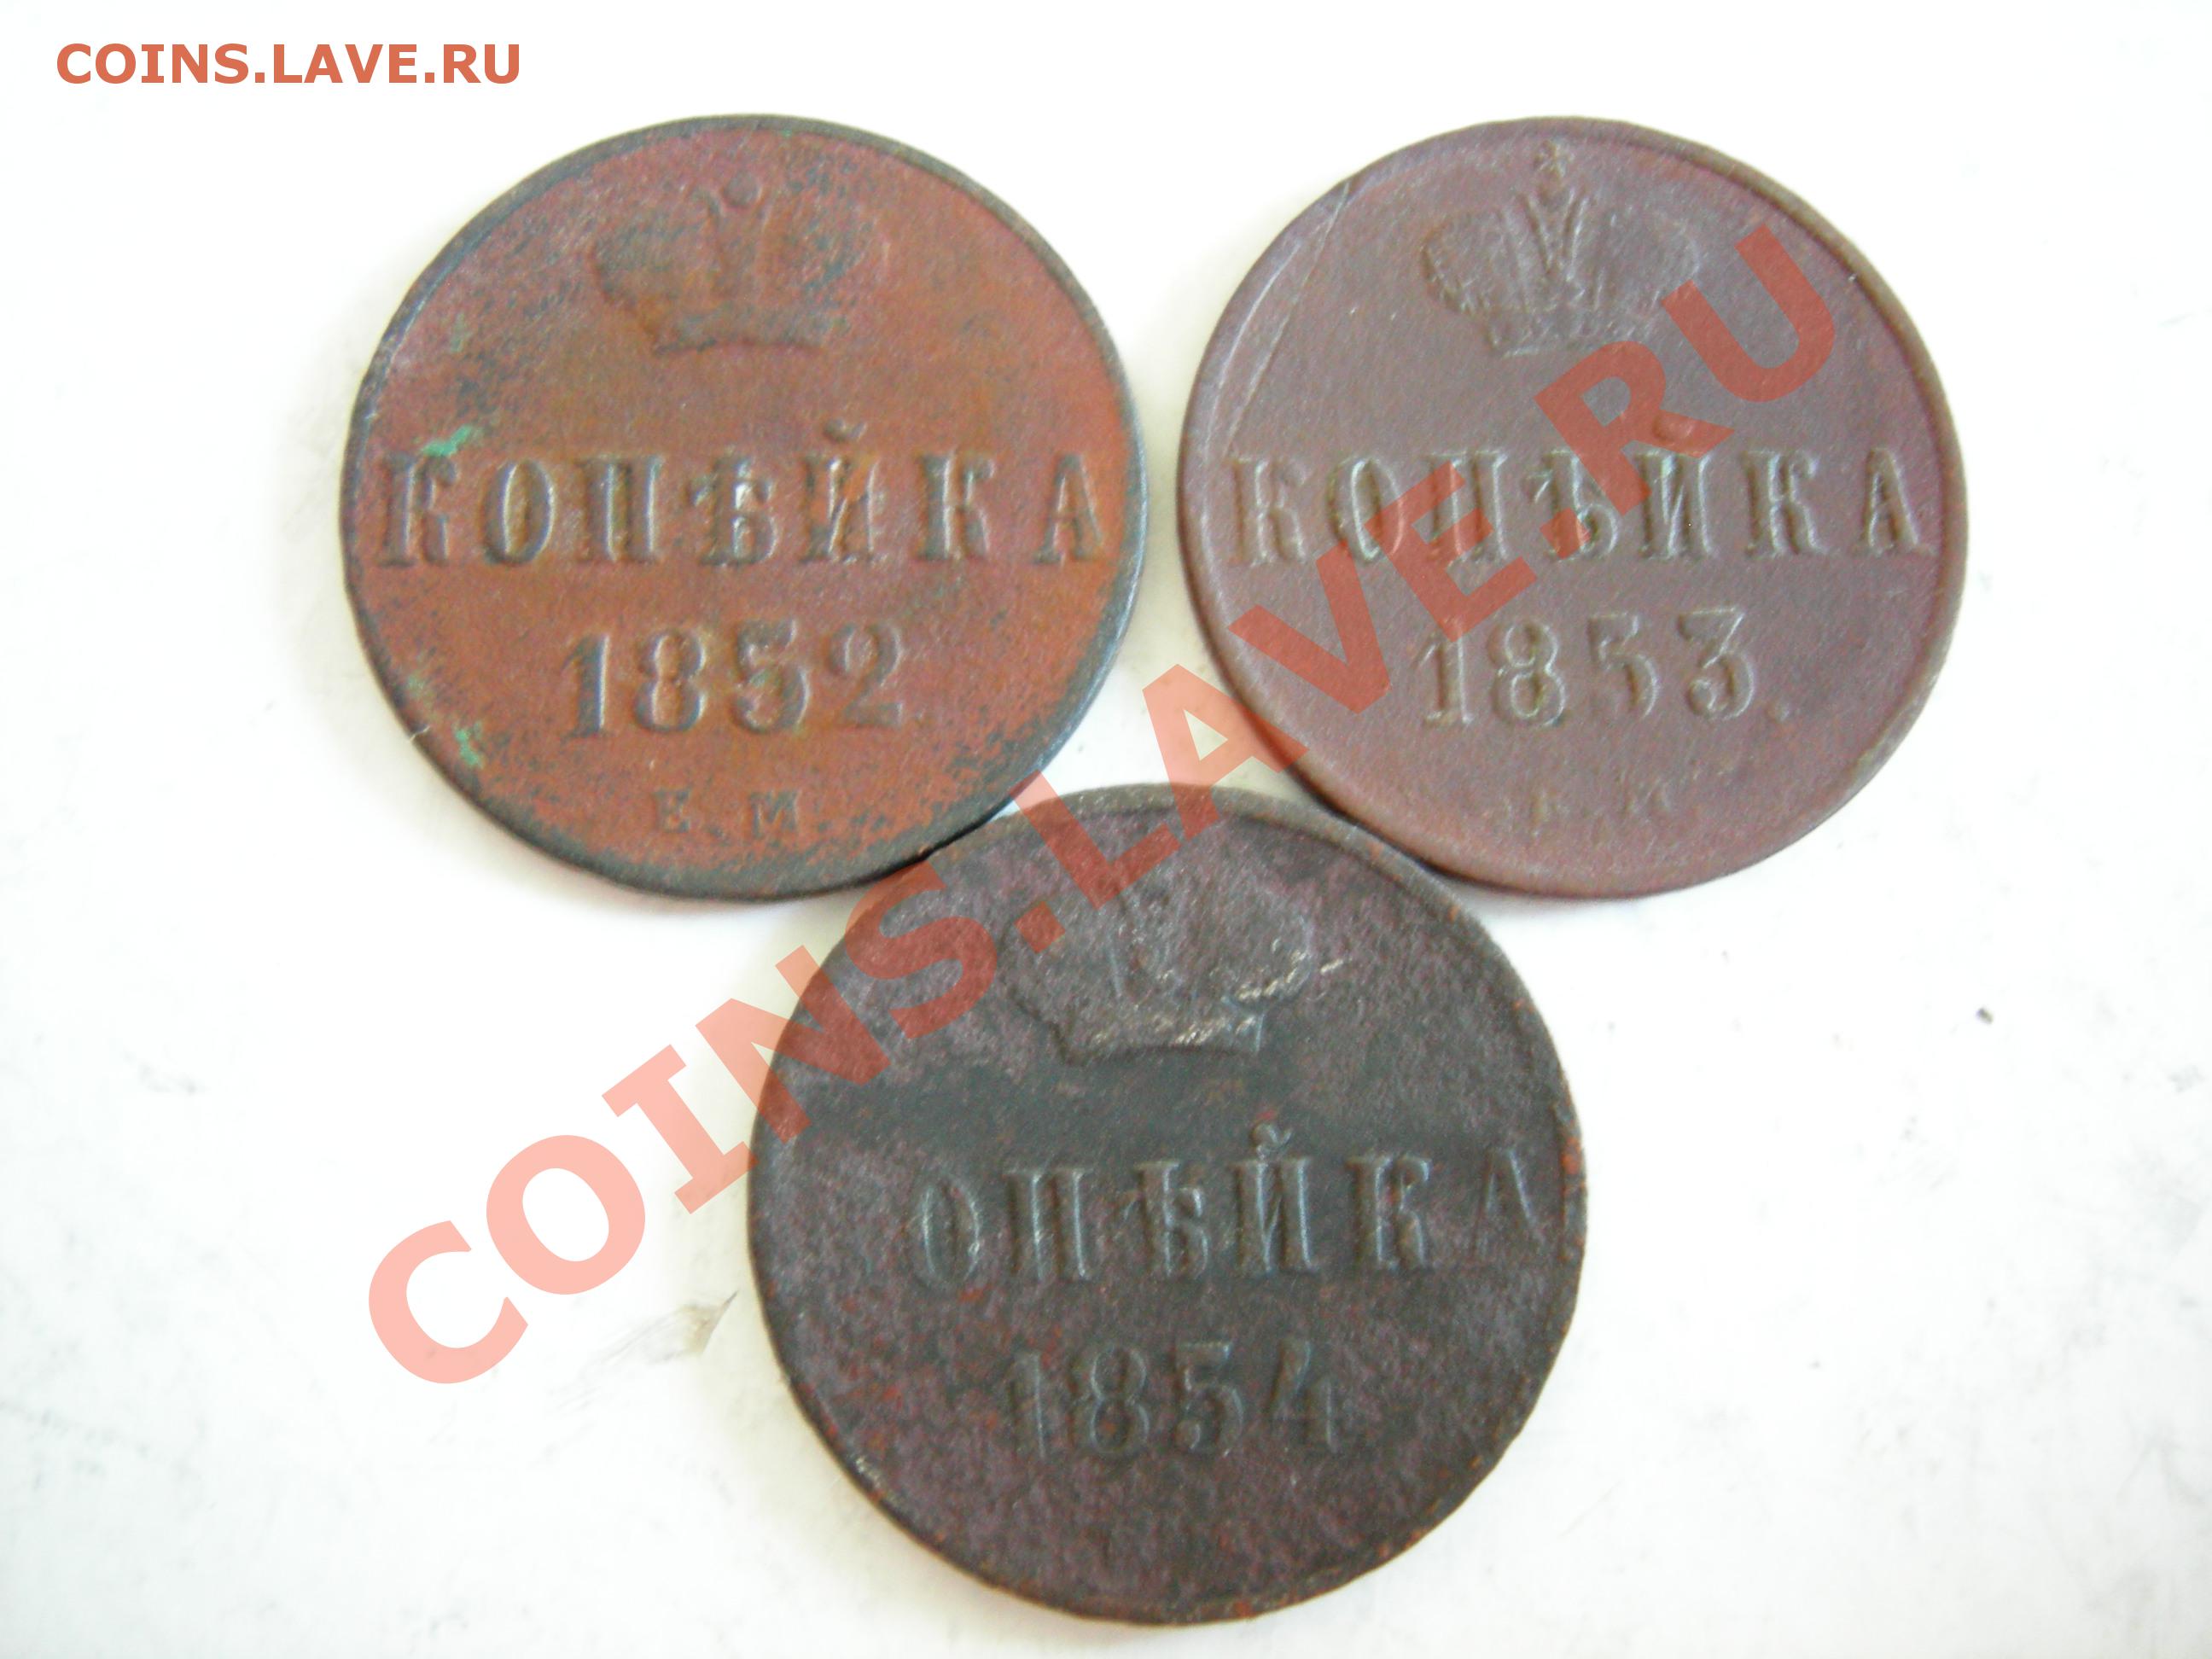 COINS.LAVE.RU
КОПѢЙКА
1852
Е. М.
КОПѢЙКА
1853.
COINS.LAVE.RU
ОПѢЙКА
1854